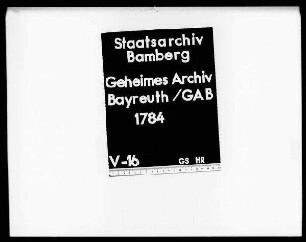 Staatsarchiv
Bamberg
Geheimes Archiv
Bayreuth /GAB
1784
V-16 GS HR